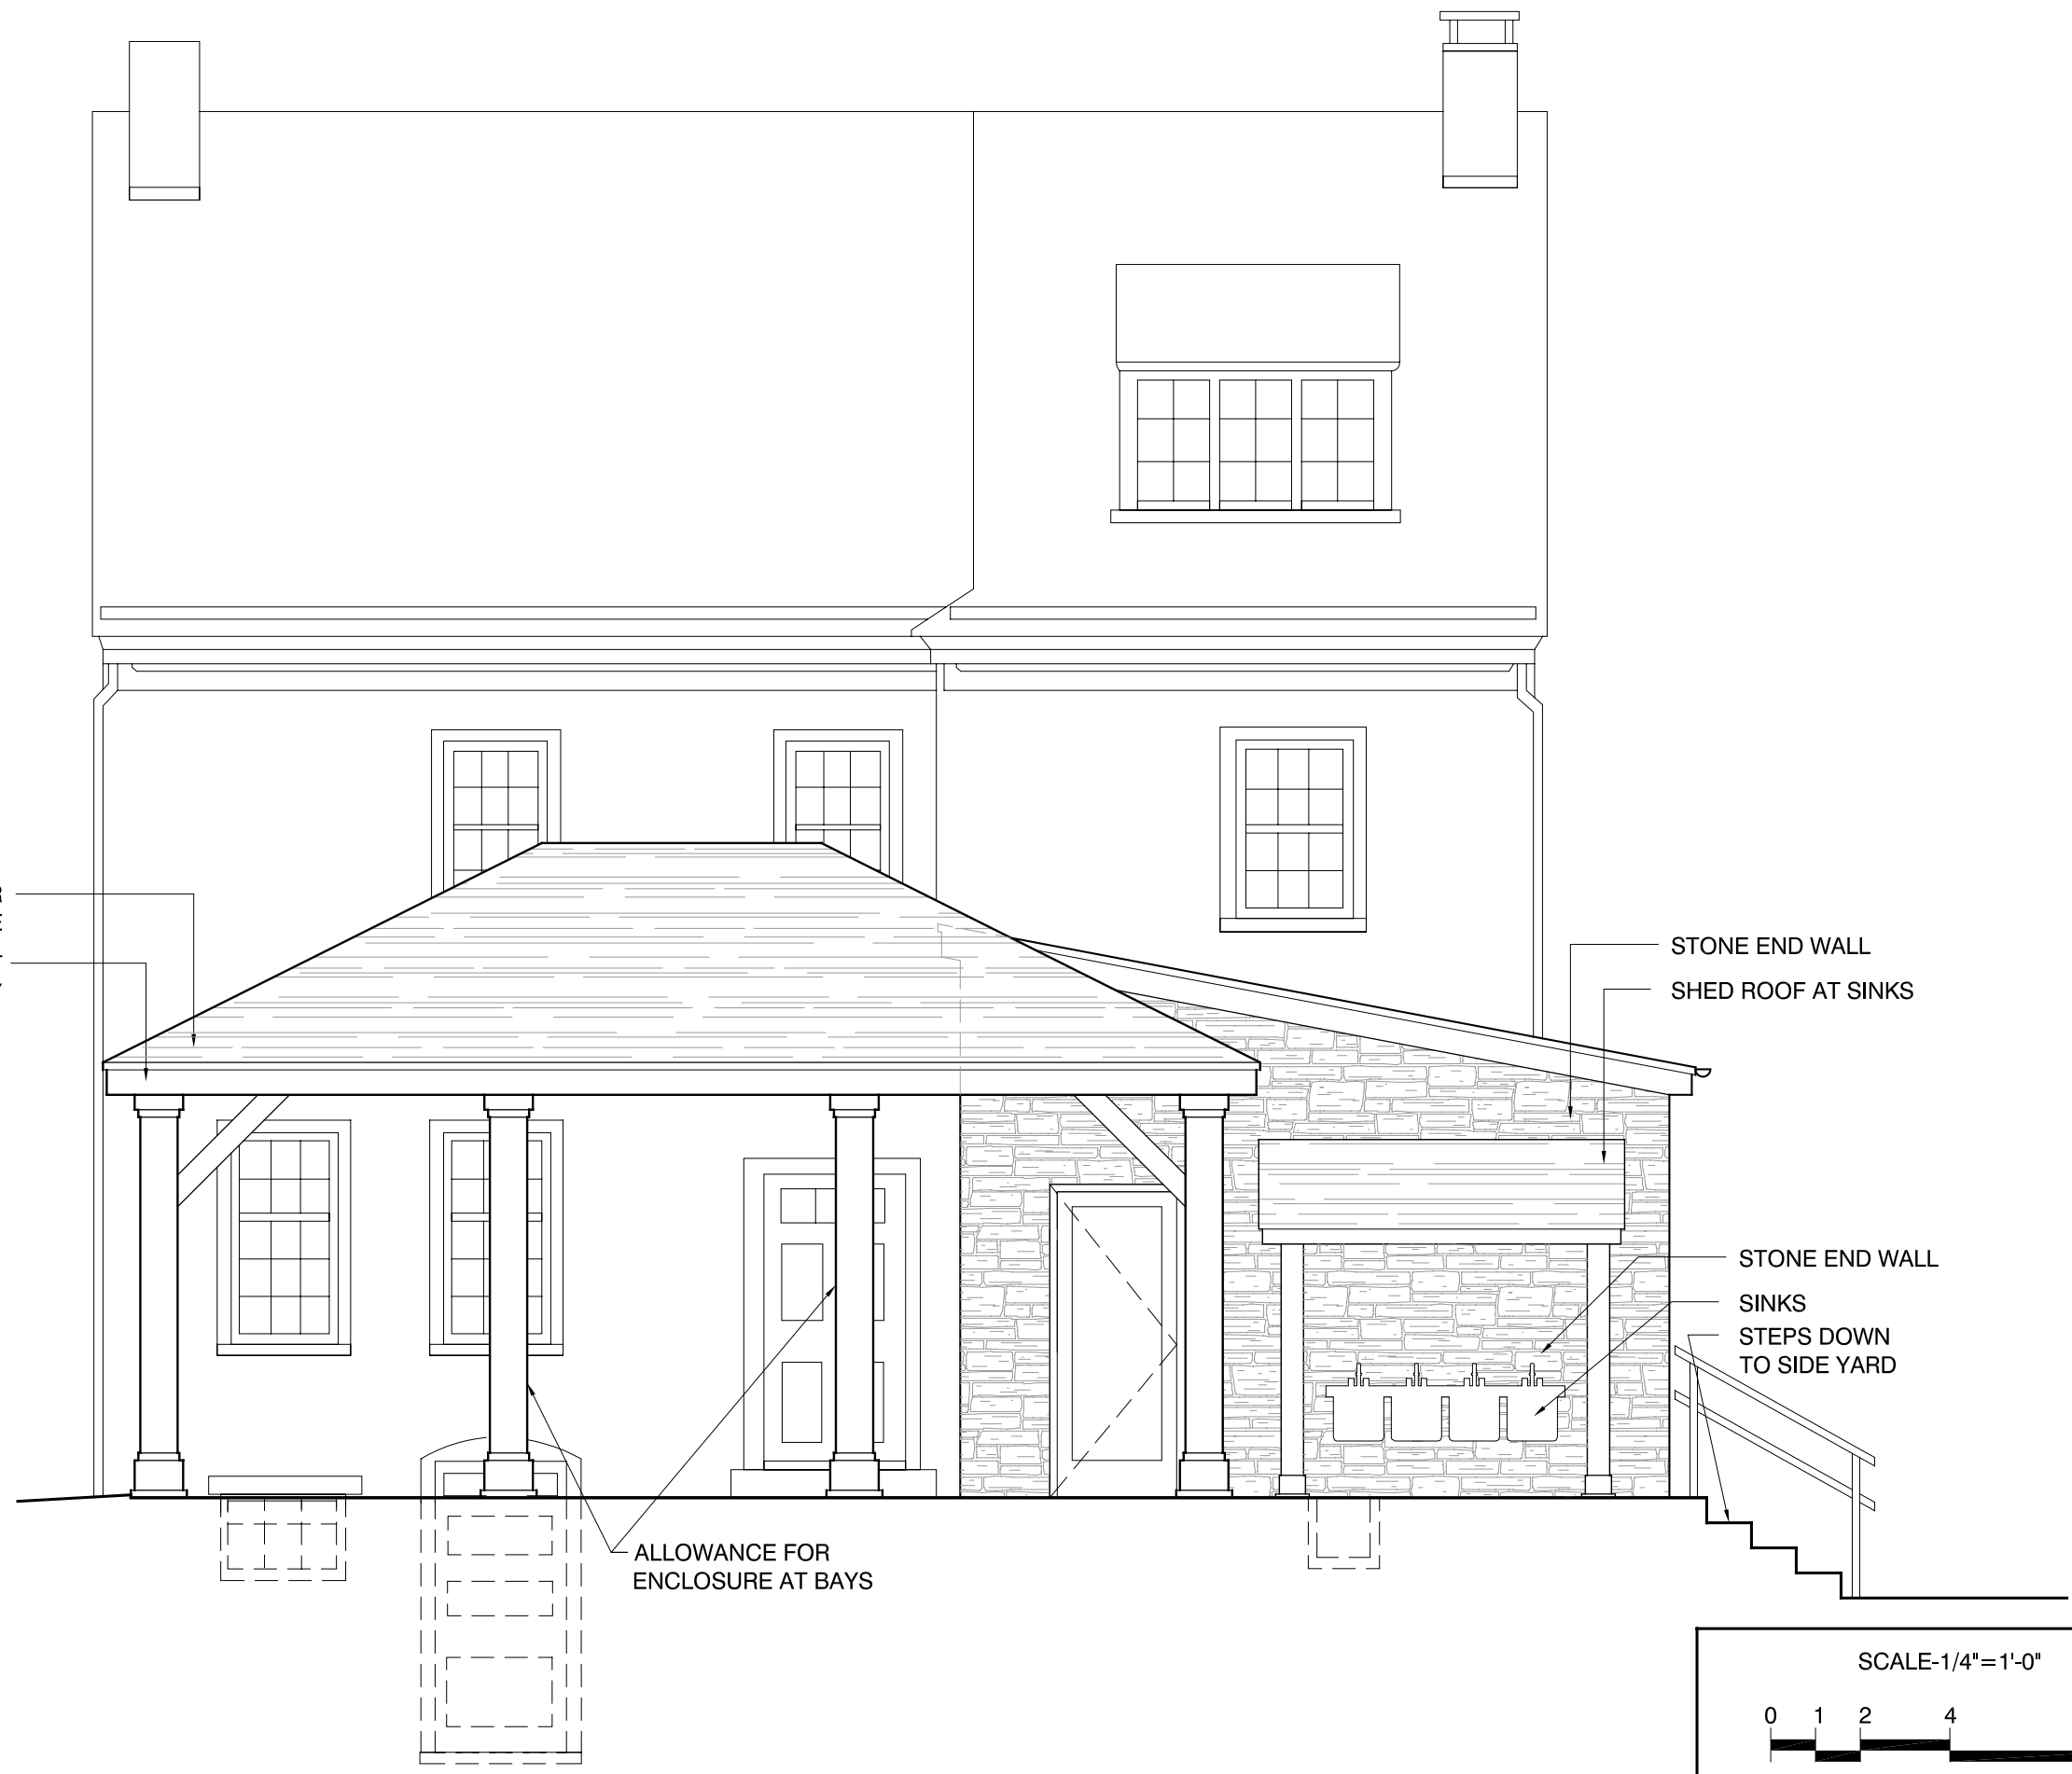 STONE END WALL
SHED ROOF AT SINKS
STONE END WALL
SINKS
STEPS DOWN
TO SIDE YARD
ALLOWANCE FOR
ENCLOSURE AT BAYS
SCALE-1/4"=1'-0"
0 1 2 4